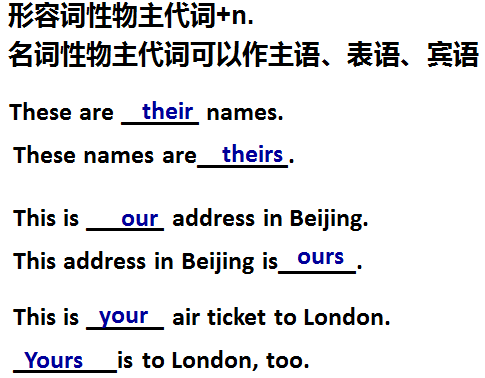 形容词性物主代词+n.
名词性物主代词可以作主语、表语、宾语
These are their names.
These names are theirs.
This is our address in Beijing.
This address in Beijing is ours.
This is your air ticket to London.
Yours is to London, too.